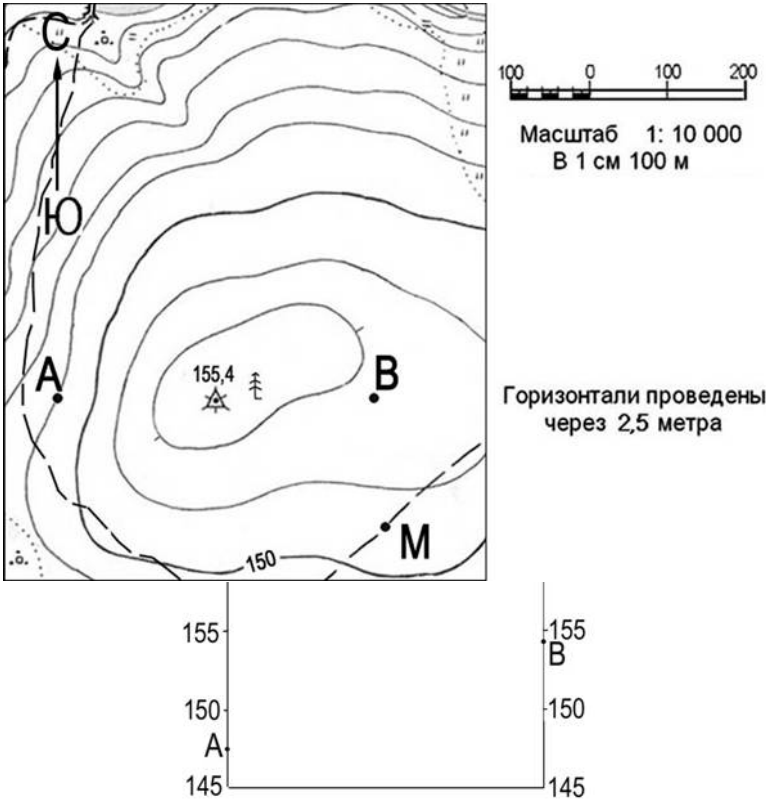 С
Ю
А
155,4
В
М
150
100 0 100 200
Масштаб 1: 10 000
В 1 см 100 м
Горизонтали проведены
через 2,5 метра
155
150
А
145
155
В
150
145